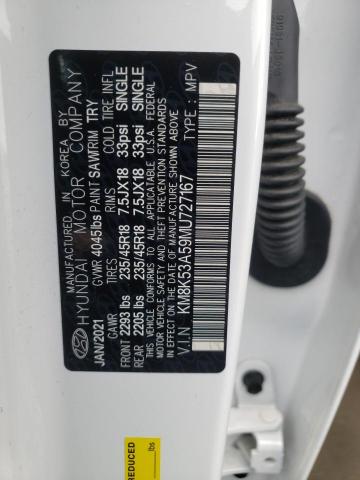 MANUFACTURED IN KOREA BY
HYUNDAI MOTOR COMPANY
JAN/2021 GVWR 4045lbs PAINT SAWTRIM TRY
GAWR TIRES RIMS COLD TIRE INFL
FRONT 2293 lbs 235/45R18 7.5JX18 33psi SINGLE
REAR 2205 lbs 235/45R18 7.5JX18 33psi SINGLE
THIS VEHICLE CONFORMS TO ALL APPLICABLE U.S.A. FEDERAL
MOTOR VEHICLE SAFETY, BUMPER, AND THEFT PREVENTION STANDARDS
IN EFFECT ON THE DATE OF MANUFACTURE SHOWN ABOVE.
V.I.N : KM8K53A59MU727167 TYPE : MPV
REDUCED
lbs